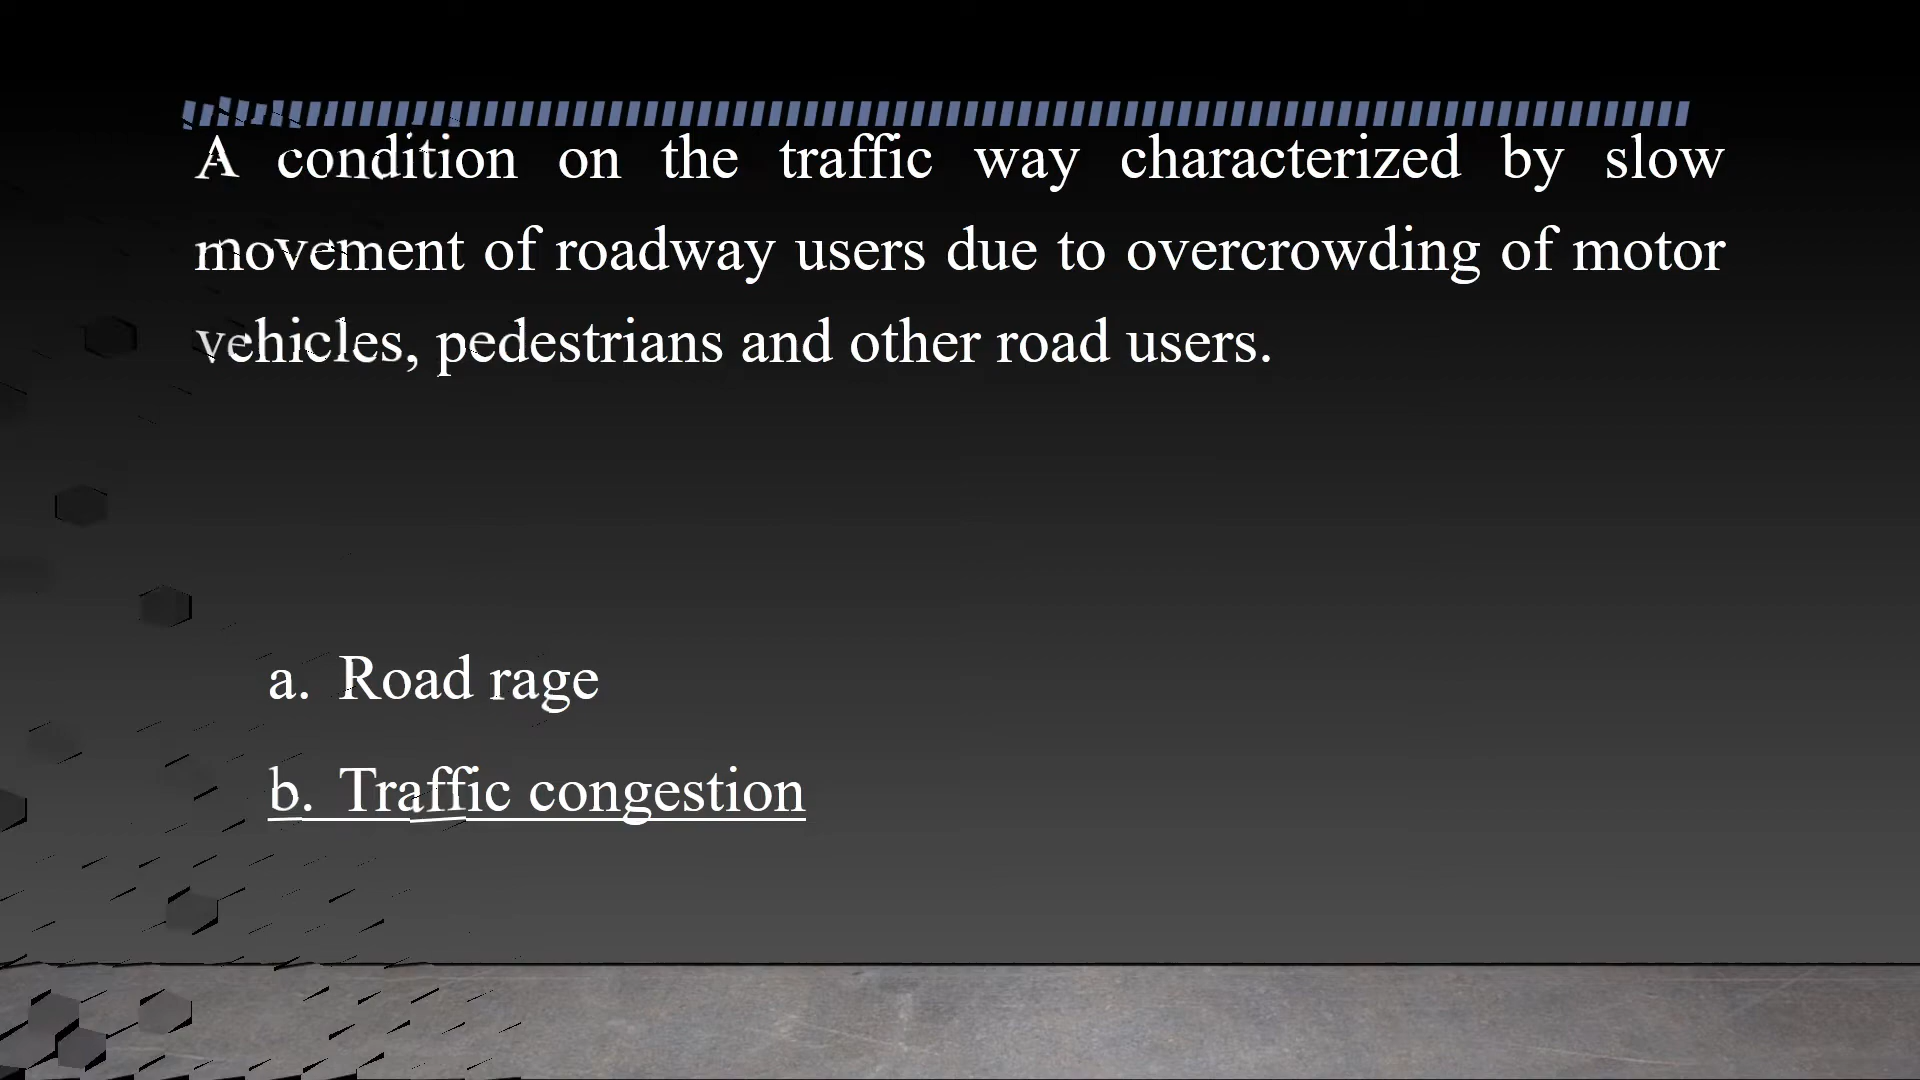 A condition on the traffic way characterized by slow
movement of roadway users due to overcrowding of motor
vehicles, pedestrians and other road users.
a. Road rage
b. Traffic congestion